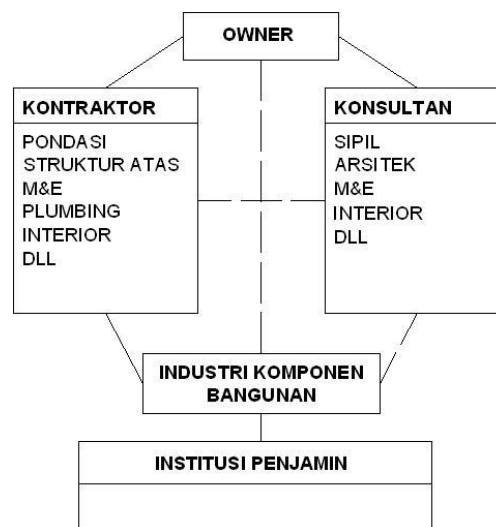 OWNER
KONTRAKTOR
PONDASI
STRUKTUR ATAS
M&E
PLUMBING
INTERIOR
DLL
KONSULTAN
SIPIL
ARSITEK
M&E
INTERIOR
DLL
INDUSTRI KOMPONEN
BANGUNAN
INSTITUSI PENJAMIN